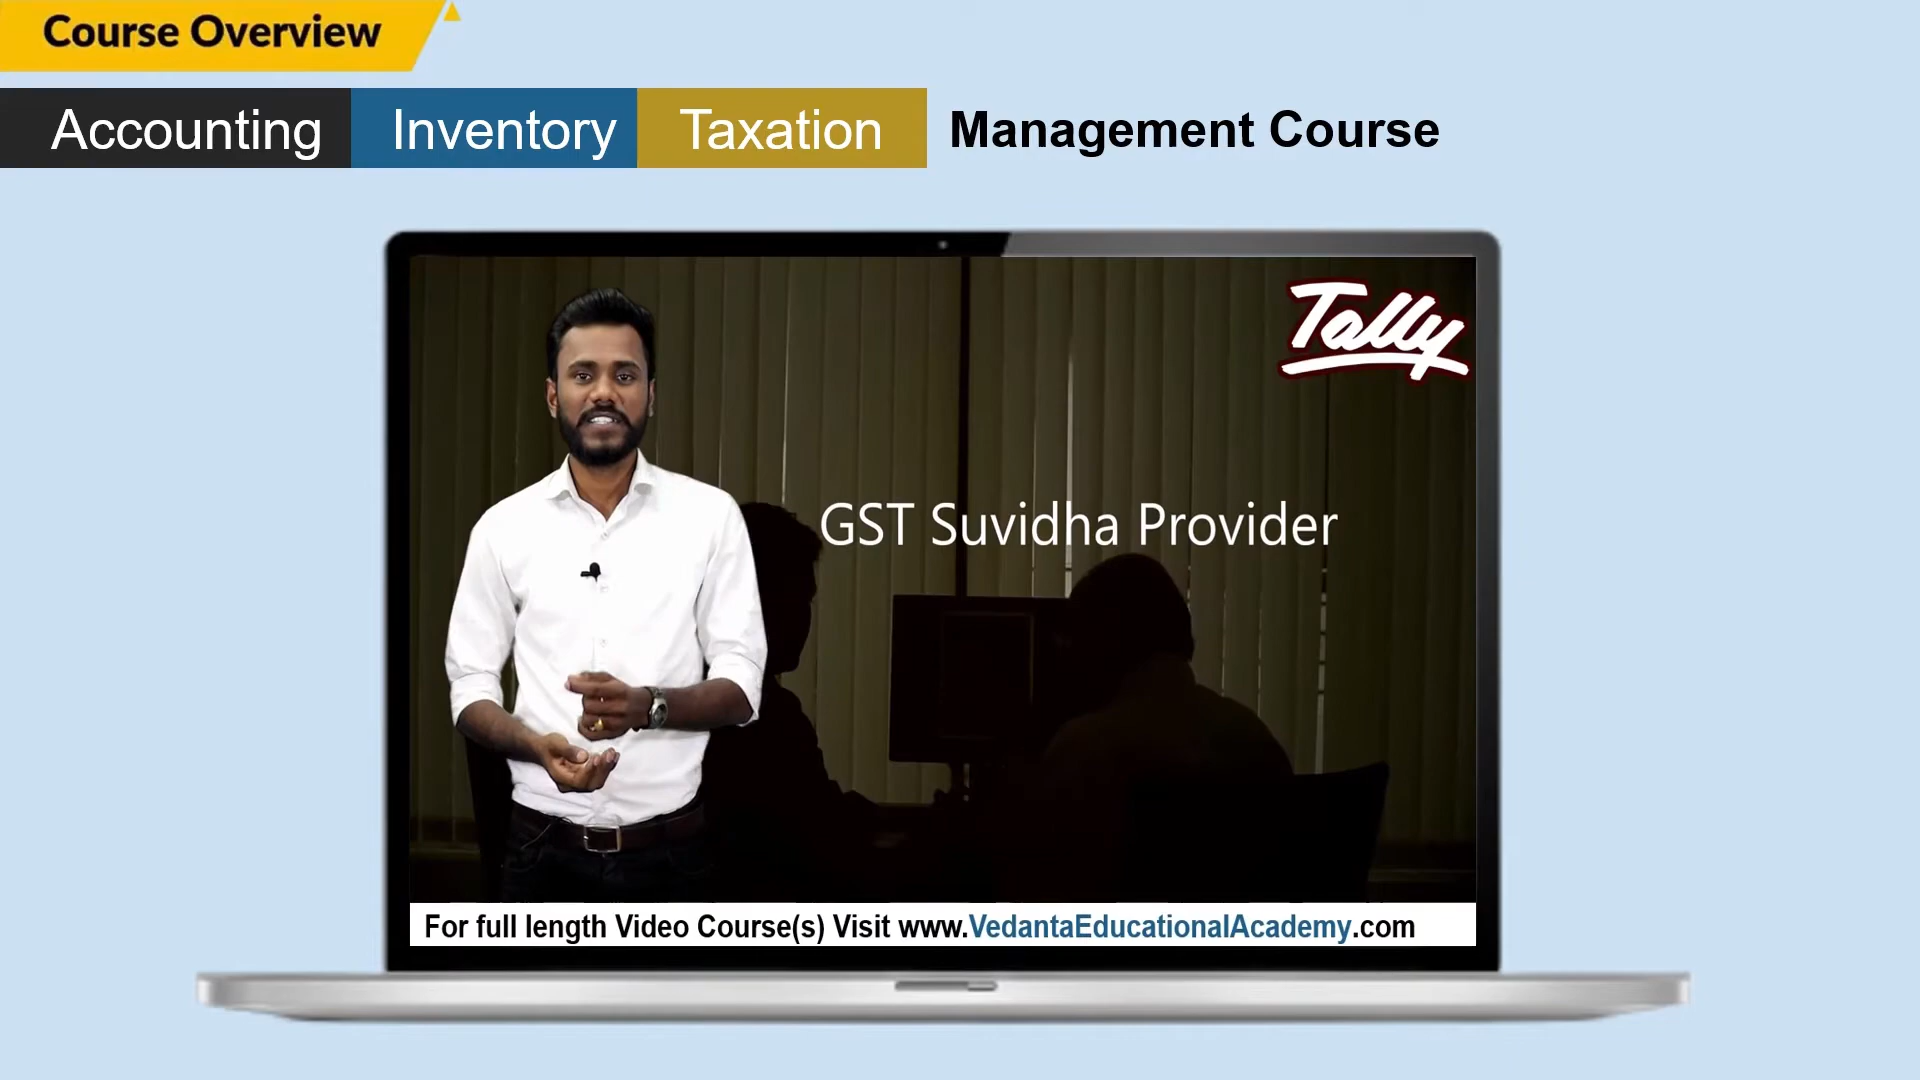 Course Overview
Accounting Inventory Taxation Management Course
Tally
GST Suvidha Provider
For full length Video Course(s) Visit www.VedantaEducationalAcademy.com